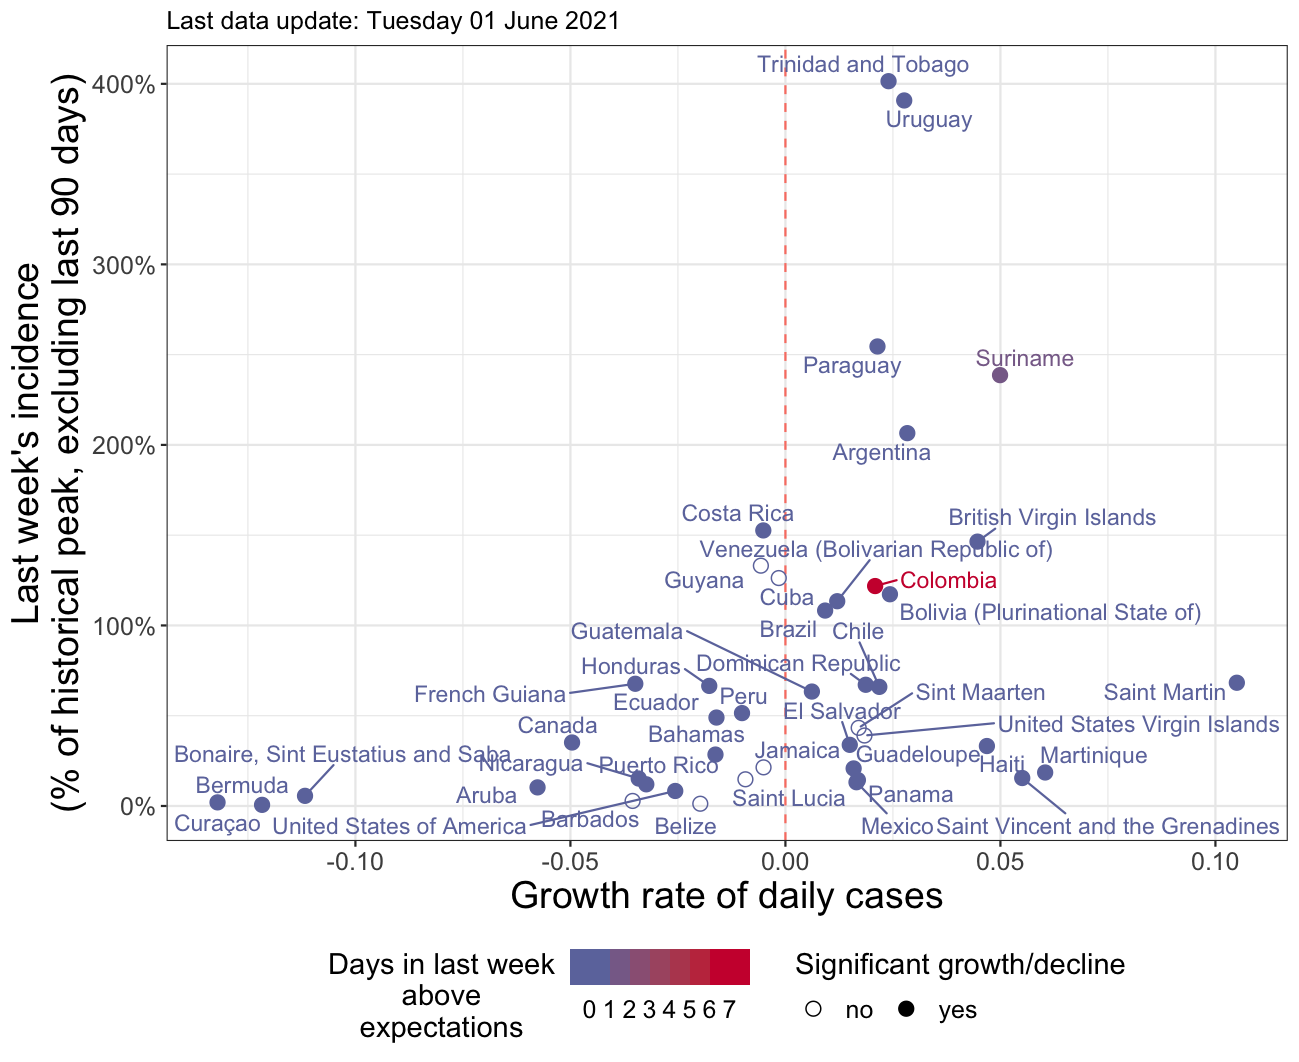 Last data update: Tuesday 01 June 2021
Last week's incidence
(% of historical peak, excluding last 90 days)
400%
300%
200%
100%
0%
Trinidad and Tobago
Uruguay
Paraguay
Suriname
Argentina
Costa Rica
British Virgin Islands
Venezuela (Bolivarian Republic of)
Guyana
Colombia
Cuba
Bolivia (Plurinational State of)
Brazil
Chile
Guatemala
Honduras
Dominican Republic
French Guiana
Ecuador
Peru
Sint Maarten
Saint Martin
El Salvador
Canada
Bahamas
United States Virgin Islands
Bonaire, Sint Eustatius and Saba
Jamaica
Guadeloupe
Martinique
Nicaragua
Puerto Rico
Haiti
Bermuda
Aruba
Saint Lucia
Panama
Curaçao
United States of America
Barbados
Belize
Mexico
Saint Vincent and the Grenadines
-0.10
-0.05
0.00
0.05
0.10
Growth rate of daily cases
Days in last week
above
expectations
0 1 2 3 4 5 6 7
Significant growth/decline
no
yes